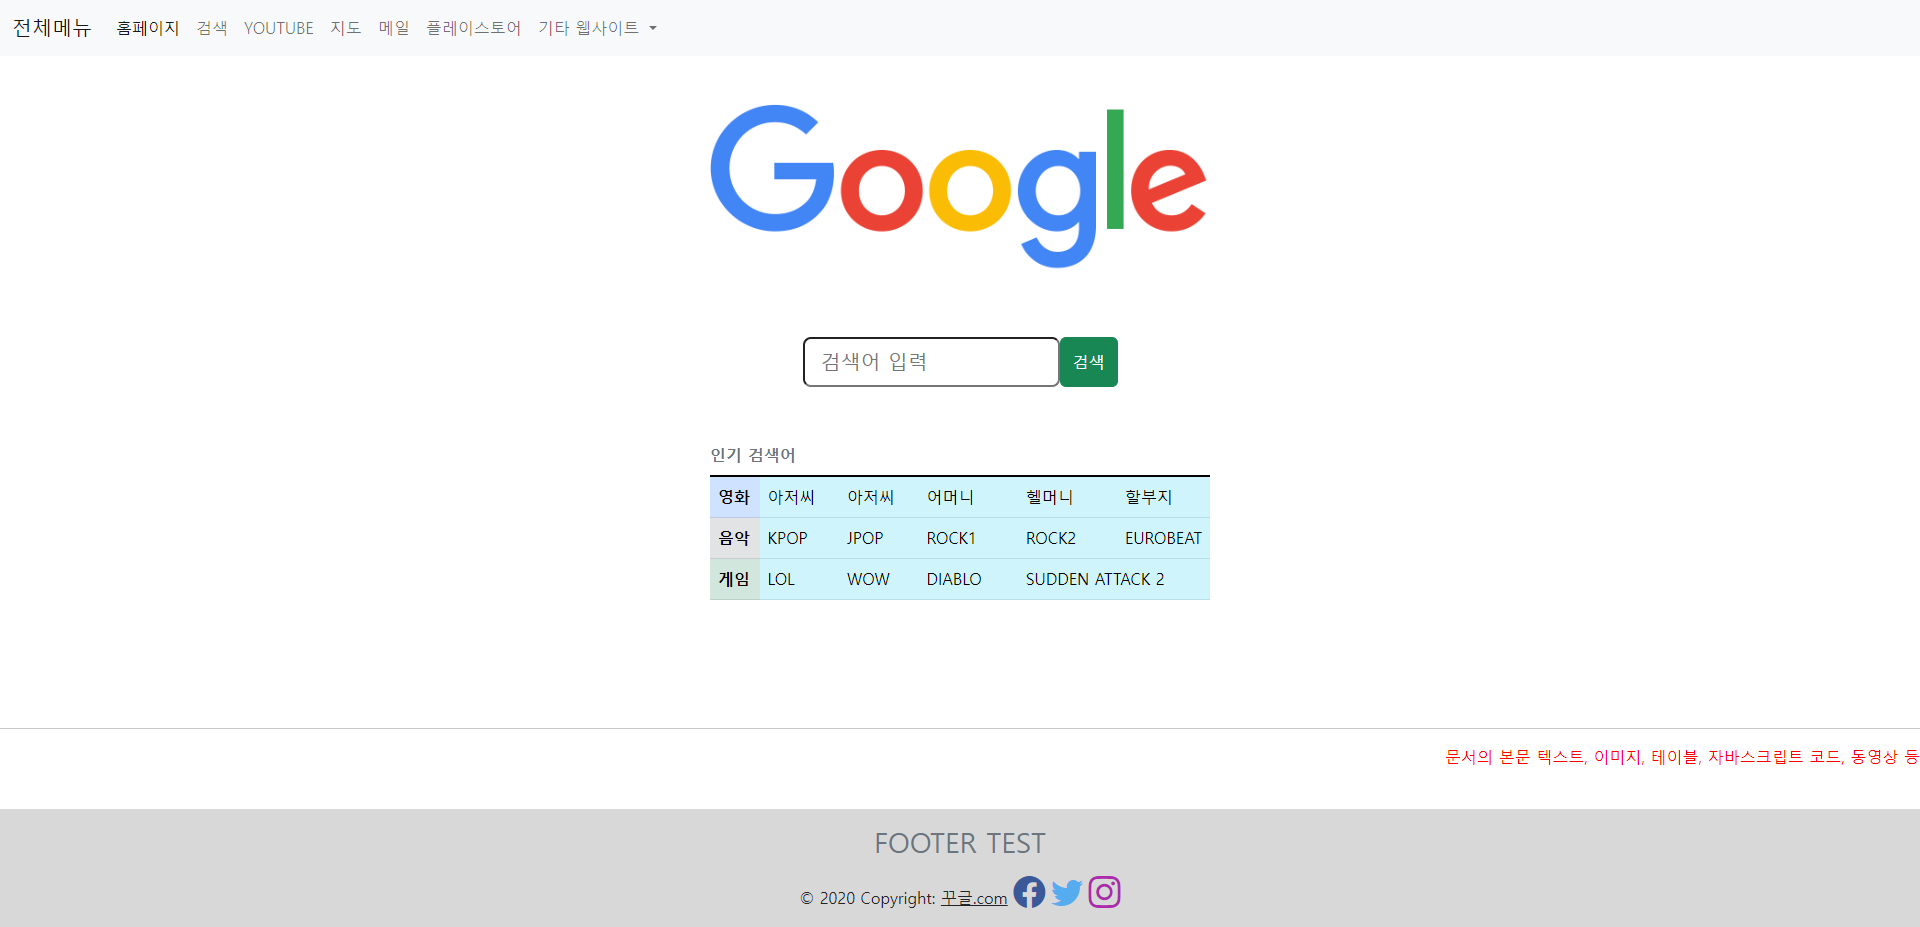 전체메뉴 홈페이지 검색 YOUTUBE 지도 메일 플레이스토어 기타 웹사이트
Google
검색어 입력 검색
인기 검색어
영화 아저씨 아저씨 어머니 헬머니 할부지
음악 KPOP JPOP ROCK1 ROCK2 EUROBEAT
게임 LOL WOW DIABLO SUDDEN ATTACK 2
문서의 본문 텍스트, 이미지, 테이블, 자바스크립트 코드, 동영상 등
FOOTER TEST
© 2020 Copyright: 꾸글.com